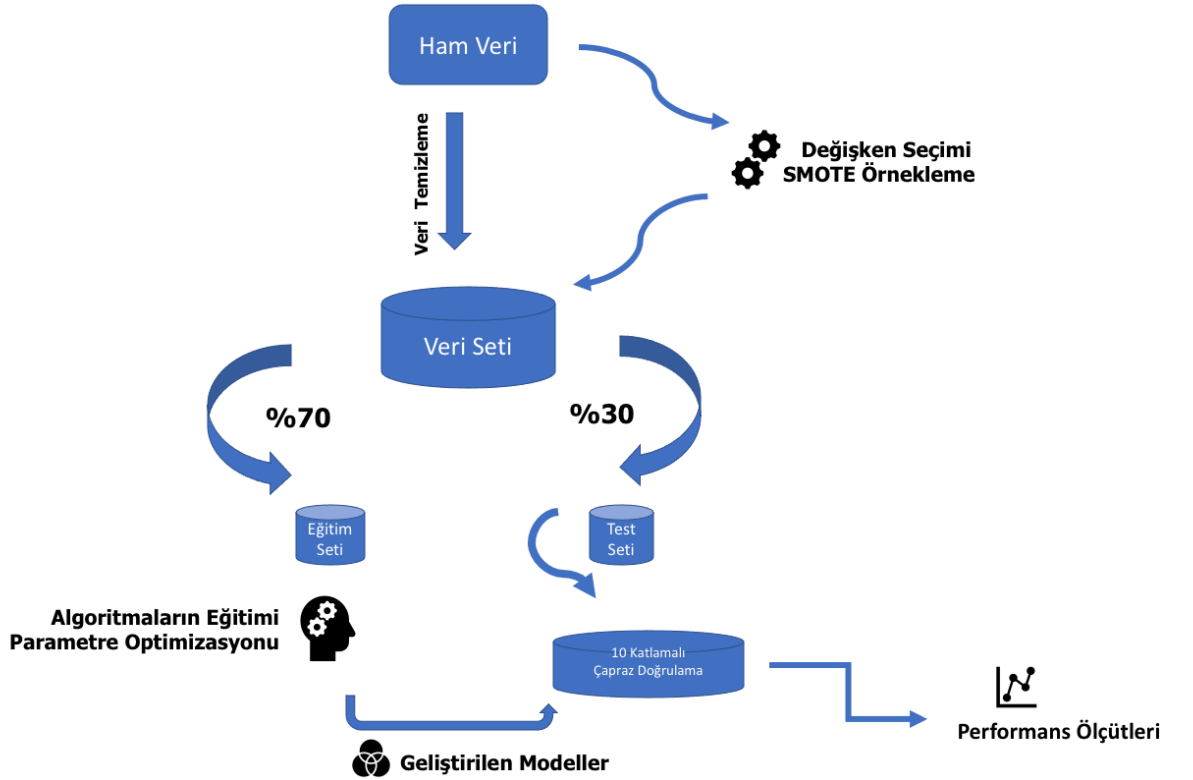 Ham Veri
Veri Temizleme
Değişken Seçimi
SMOTE Örnekleme
Veri Seti
%70
%30
Eğitim
Seti
Test
Seti
Algoritmaların Eğitimi
Parametre Optimizasyonu
10 Katlamalı
Çapraz Doğrulama
Performans Ölçütleri
Geliştirilen Modeller